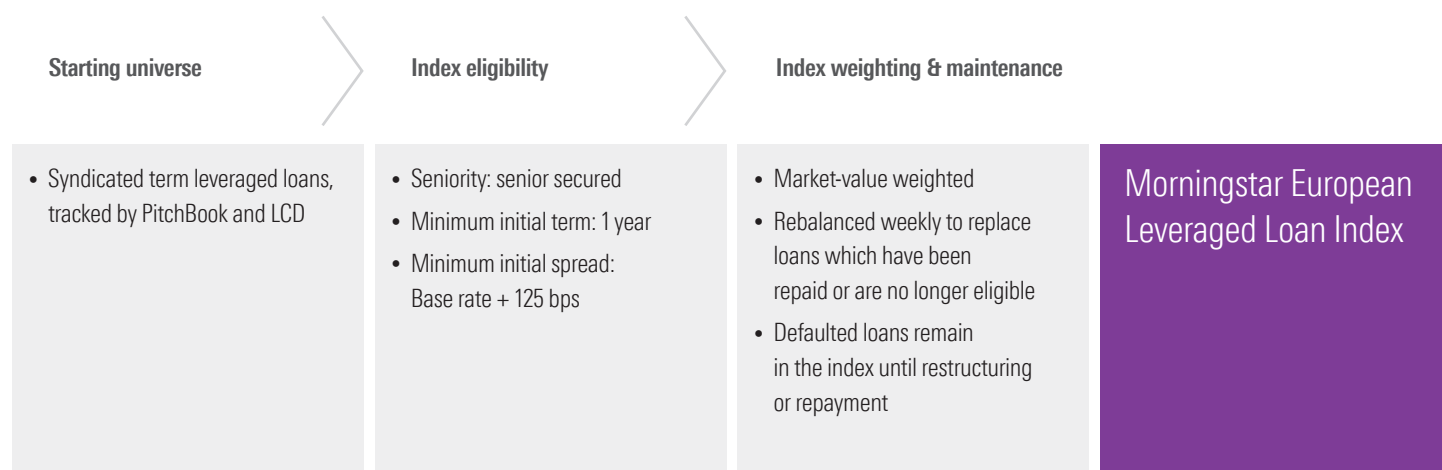 Starting universe
Index eligibility
Index weighting & maintenance
• Syndicated term leveraged loans,
tracked by PitchBook and LCD
• Seniority: senior secured
• Minimum initial term: 1 year
• Minimum initial spread:
Base rate + 125 bps
• Market-value weighted
• Rebalanced weekly to replace
loans which have been
repaid or are no longer eligible
• Defaulted loans remain
in the index until restructuring
or repayment
Morningstar European
Leveraged Loan Index